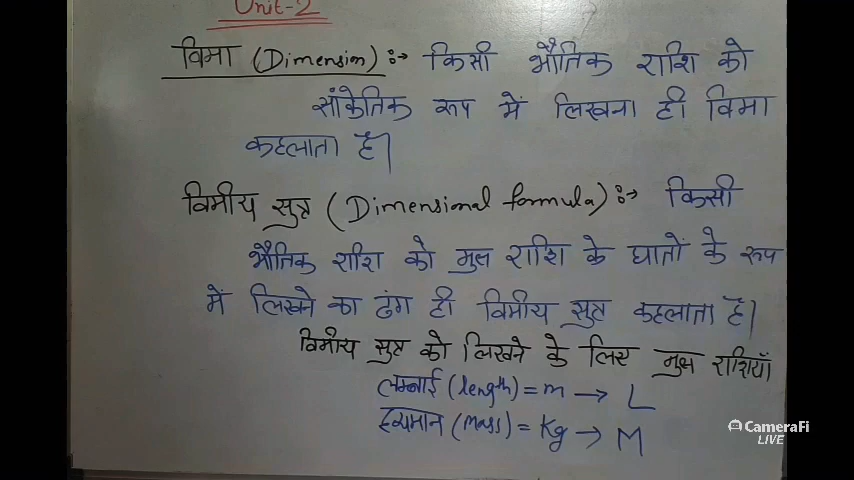 Unit-2
विमा (Dimension) :→ किसी भौतिक राशि को
सांकेतिक रूप में लिखना ही विमा
कहलाता है।
विमीय सुत्र (Dimensional formula) :→ किसी
भौतिक राशि को मुल राशि के घातों के रूप
में लिखने का ढंग ही विमीय सुत्र कहलाता है।
विमीय सुत्र को लिखने के लिए मुल राशियाँ
लम्बाई (length) = m → L
द्रव्यमान (mass) = Kg → M
CameraFi
LIVE